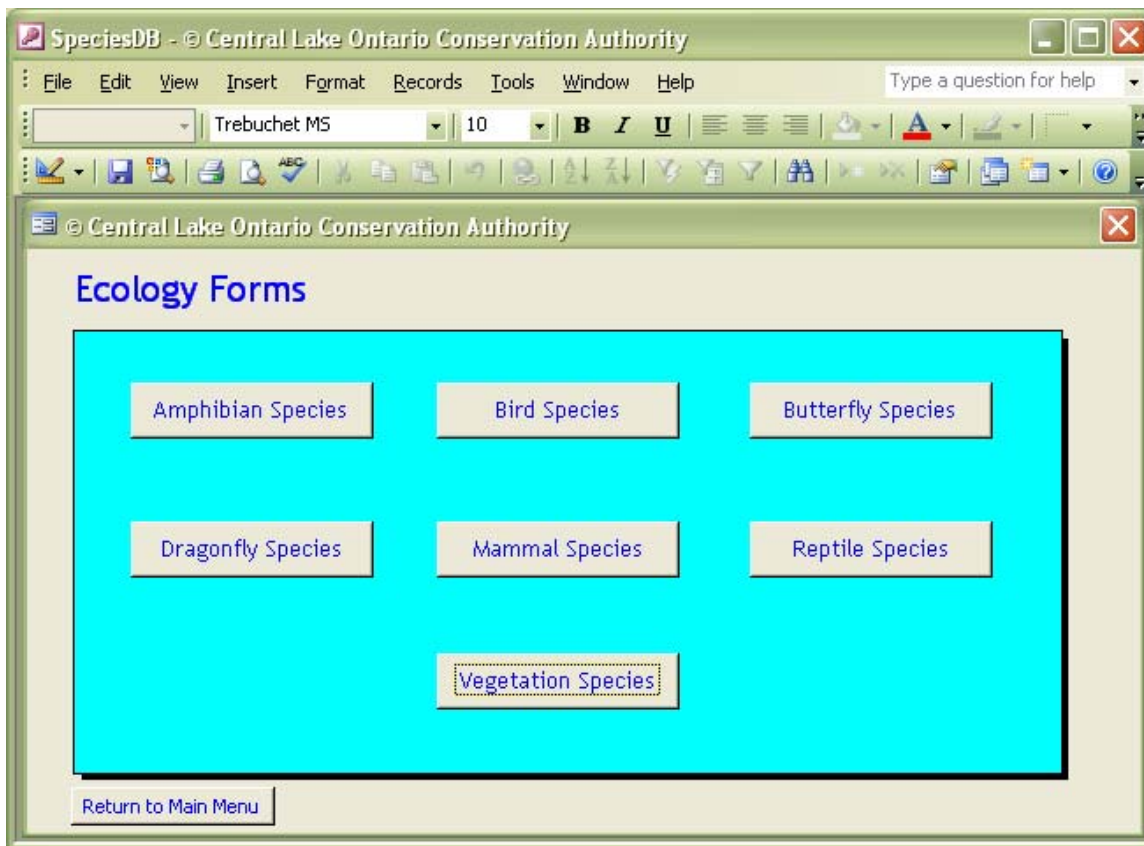 SpeciesDB - © Central Lake Ontario Conservation Authority
File Edit View Insert Format Records Tools Window Help Type a question for help
Trebuchet MS 10 B I U A
ABC
© Central Lake Ontario Conservation Authority
Ecology Forms
Amphibian Species Bird Species Butterfly Species
Dragonfly Species Mammal Species Reptile Species
Vegetation Species
Return to Main Menu